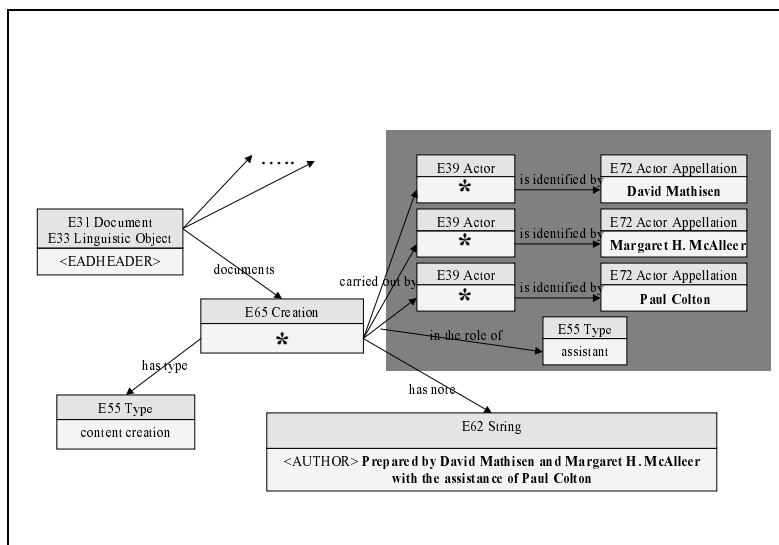 .....
E39 Actor
*
is identified by
E72 Actor Appellation
David Mathisen
E31 Document
E33 Linguistic Object
<EADHEADER>
E39 Actor
*
is identified by
E72 Actor Appellation
Margaret H. McAlleer
documents
carried out by
E39 Actor
*
is identified by
E72 Actor Appellation
Paul Colton
E65 Creation
*
in the role of
E55 Type
assistant
has type
has note
E55 Type
content creation
E62 String
<AUTHOR> Prepared by David Mathisen and Margaret H. McAlleer
with the assistance of Paul Colton